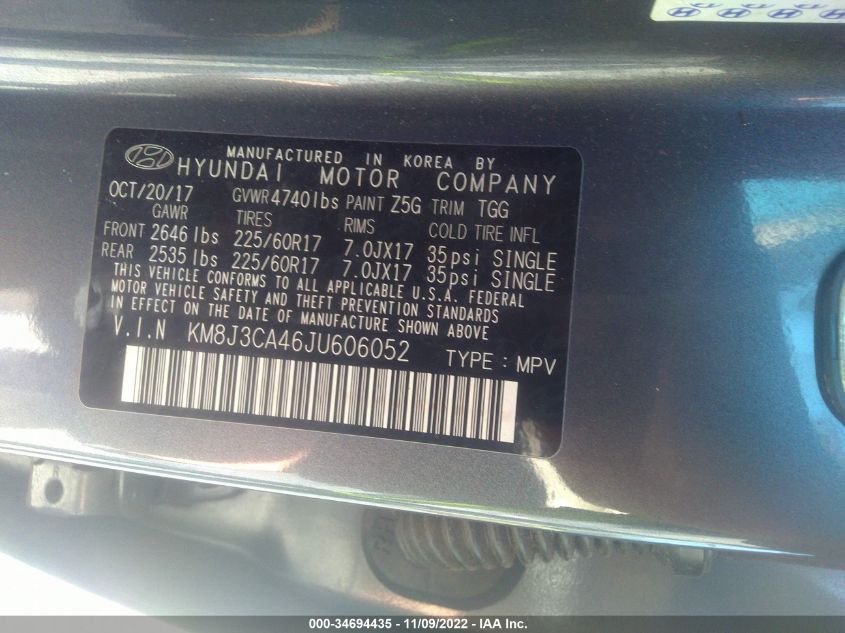 MANUFACTURED IN KOREA BY
HYUNDAI MOTOR COMPANY
OCT/20/17 GVWR 4740lbs PAINT Z5G TRIM TGG
GAWR TIRES RIMS COLD TIRE INFL
FRONT 2646 lbs 225/60R17 7.0JX17 35psi SINGLE
REAR 2535 lbs 225/60R17 7.0JX17 35psi SINGLE
THIS VEHICLE CONFORMS TO ALL APPLICABLE U.S.A. FEDERAL
MOTOR VEHICLE SAFETY AND THEFT PREVENTION STANDARDS
IN EFFECT ON THE DATE OF MANUFACTURE SHOWN ABOVE
V.I.N KM8J3CA46JU606052 TYPE : MPV
000-34694435 - 11/09/2022 - IAA Inc.